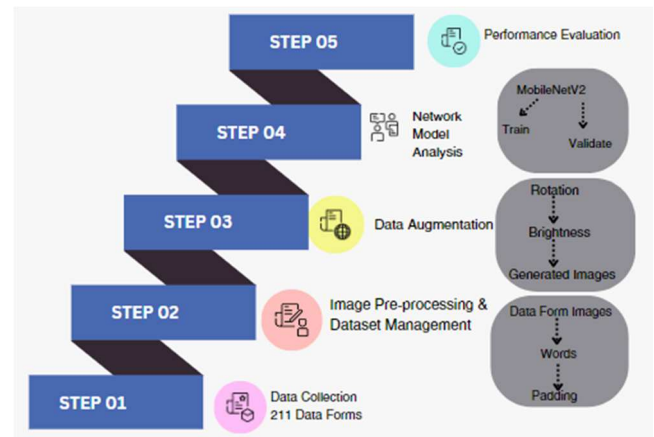 STEP 05
Performance Evaluation
STEP 04
Network
Model
Analysis
MobileNetV2
Train
Validate
STEP 03
Data Augmentation
Rotation
Brightness
Generated Images
STEP 02
Image Pre-processing &
Dataset Management
Data Form Images
Words
Padding
STEP 01
Data Collection
211 Data Forms